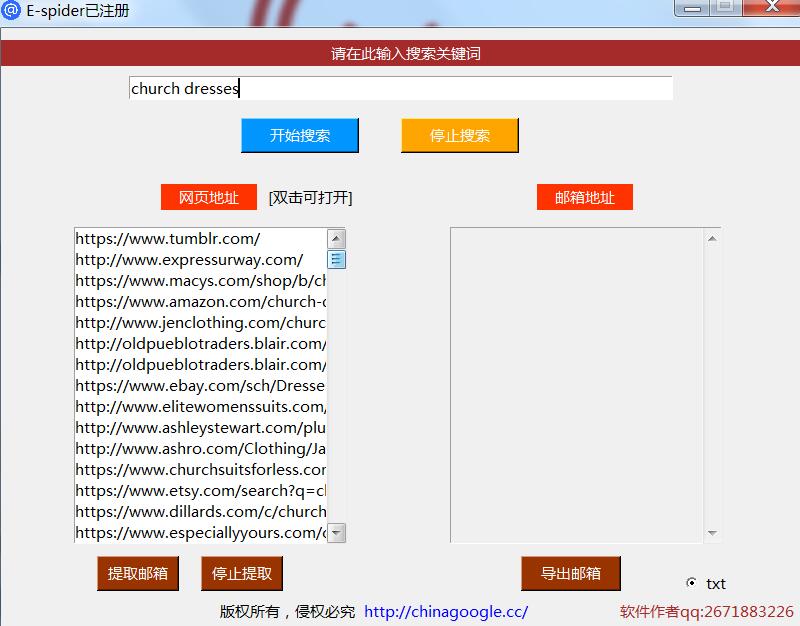 E-spider已注册
请在此输入搜索关键词
church dresses
开始搜索 停止搜索
网页地址 [双击可打开] 邮箱地址
https://www.tumblr.com/
http://www.expressurway.com/
https://www.macys.com/shop/b/ch
https://www.amazon.com/church-d
http://www.jenclothing.com/churc
http://oldpueblotraders.blair.com/
http://oldpueblotraders.blair.com/
https://www.ebay.com/sch/Dresse
http://www.elitewomenssuits.com/
http://www.ashleystewart.com/plu
http://www.ashro.com/Clothing/Ja
https://www.churchsuitsforless.com
https://www.etsy.com/search?q=cl
https://www.dillards.com/c/church
https://www.especiallyyours.com/c
提取邮箱 停止提取 导出邮箱 txt
版权所有，侵权必究 http://chinagoogle.cc/ 软件作者qq:2671883226